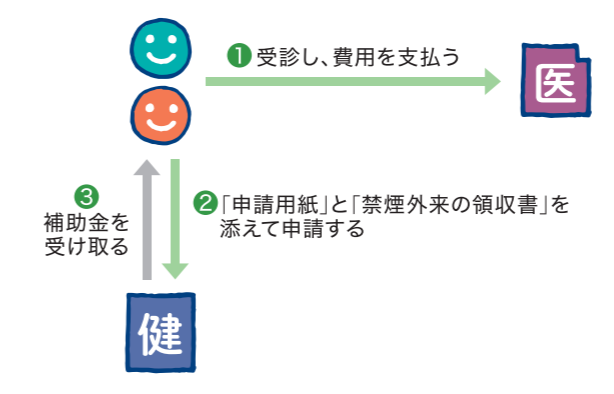 ❶受診し、費用を支払う
医
❸
補助金を
受け取る
❷「申請用紙」と「禁煙外来の領収書」を
添えて申請する
健